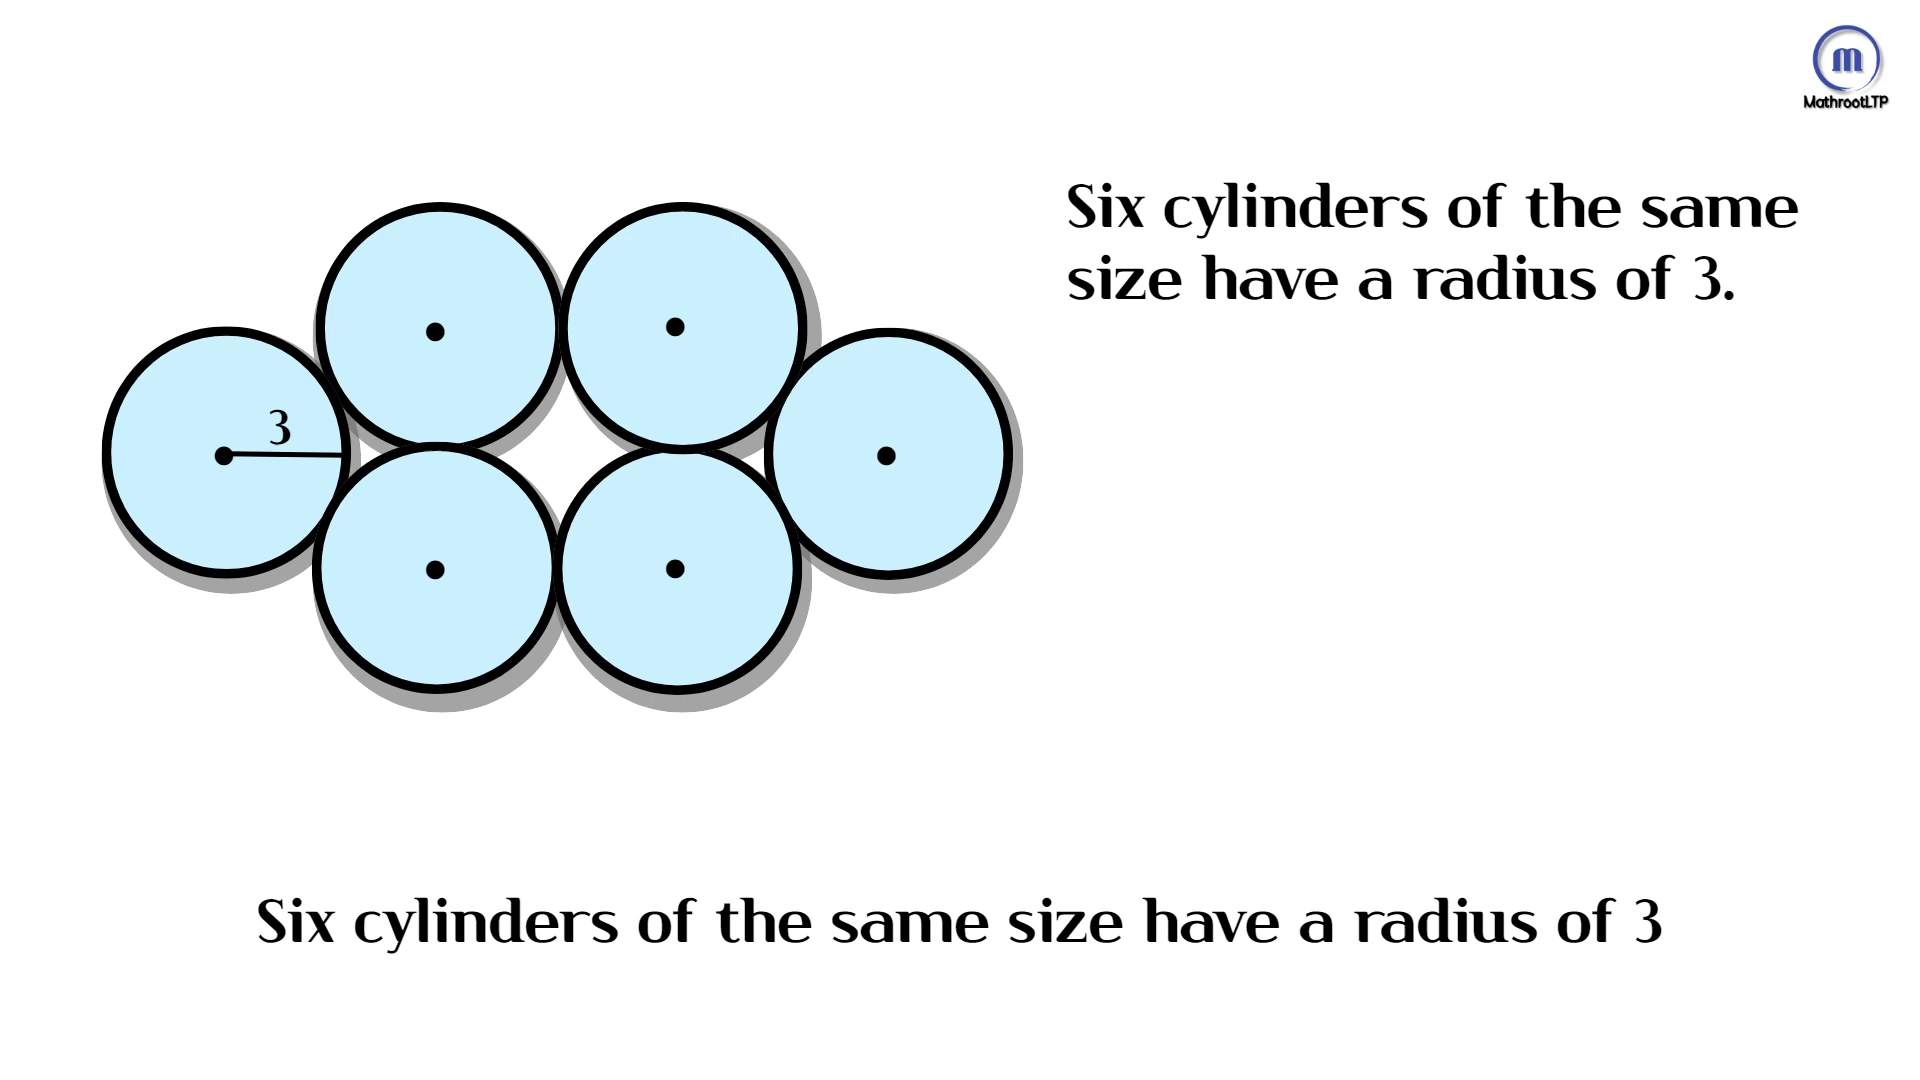 m
MathrootLTP
Six cylinders of the same
size have a radius of 3.
3
Six cylinders of the same size have a radius of 3